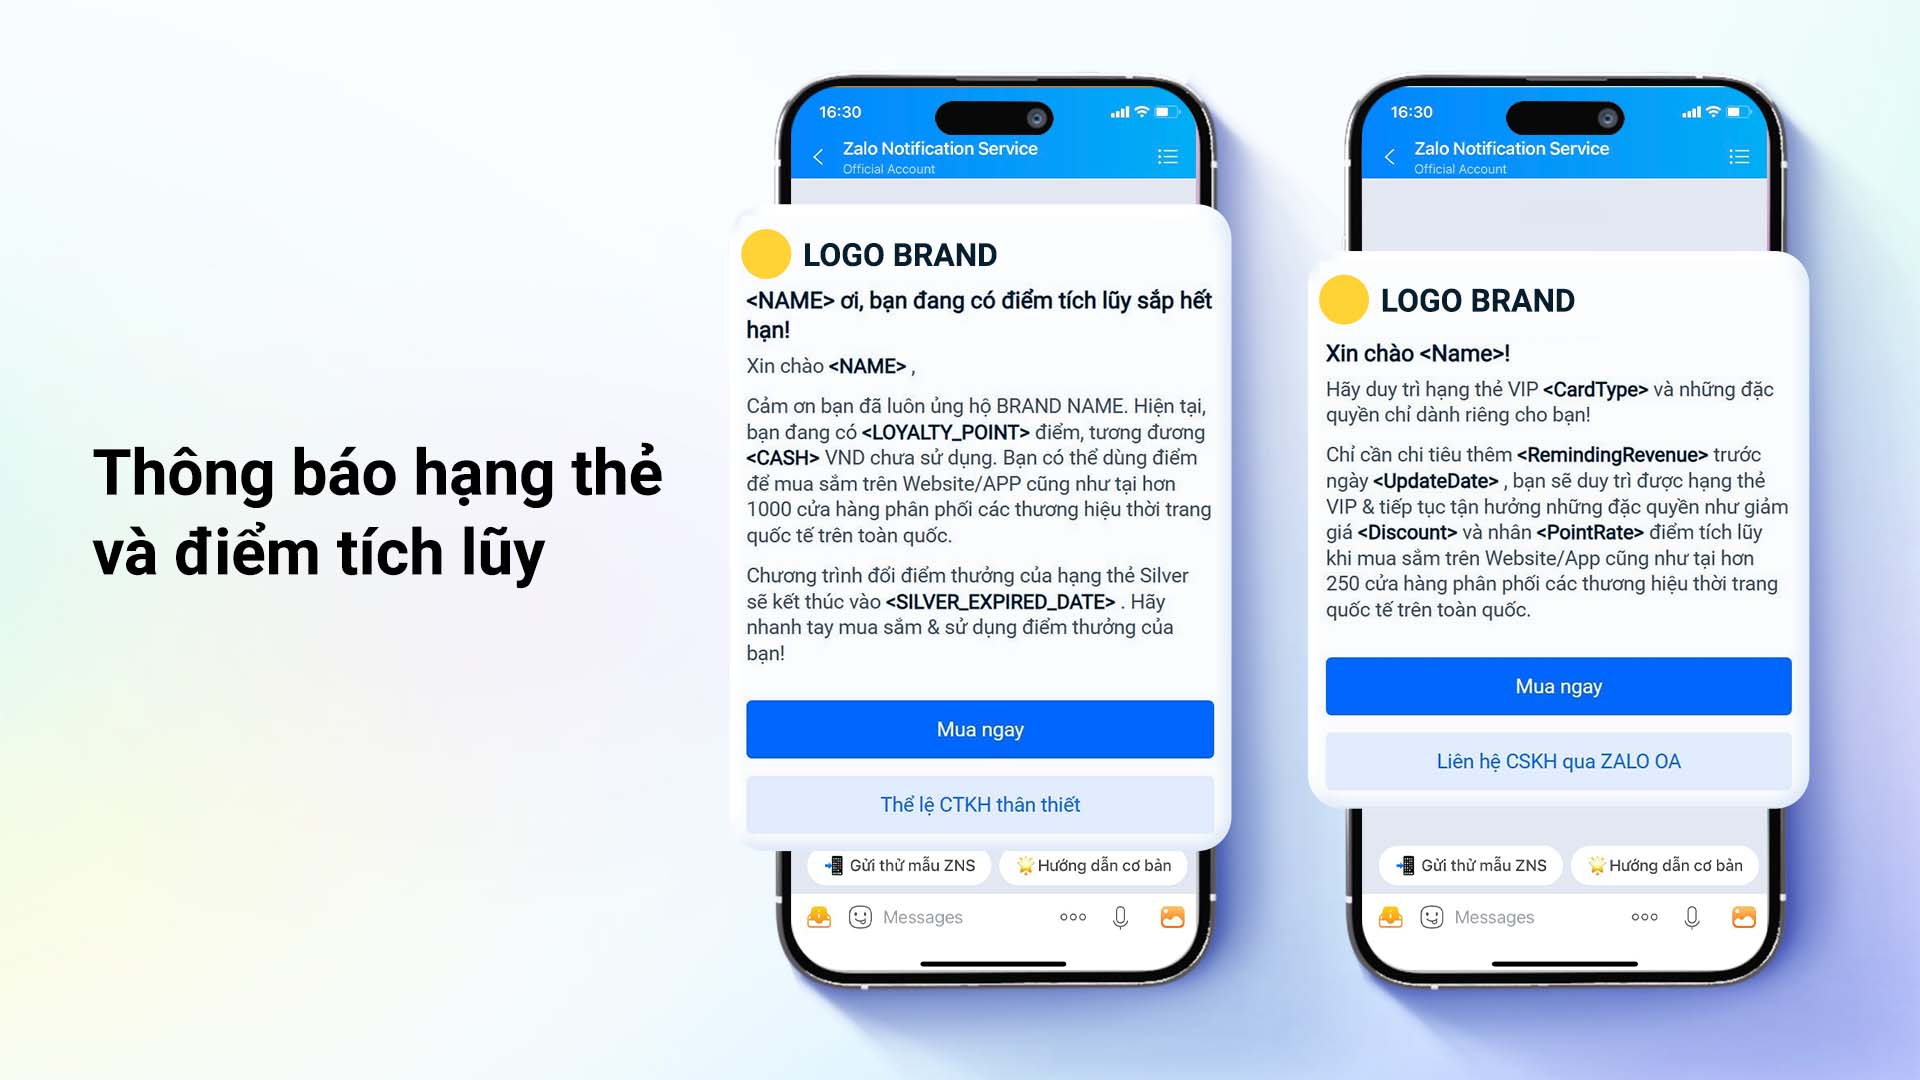 Thông báo hạng thẻ
và điểm tích lũy
16:30
Zalo Notification Service
Official Account
LOGO BRAND
<NAME> ơi, bạn đang có điểm tích lũy sắp hết
hạn!
Xin chào <NAME> ,
Cảm ơn bạn đã luôn ủng hộ BRAND NAME. Hiện tại,
bạn đang có <LOYALTY_POINT> điểm, tương đương
<CASH> VND chưa sử dụng. Bạn có thể dùng điểm
để mua sắm trên Website/APP cũng như tại hơn
1000 cửa hàng phân phối các thương hiệu thời trang
quốc tế trên toàn quốc.
Chương trình đổi điểm thưởng của hạng thẻ Silver
sẽ kết thúc vào <SILVER_EXPIRED_DATE> . Hãy
nhanh tay mua sắm & sử dụng điểm thưởng của
bạn!
Mua ngay
Thể lệ CTKH thân thiết
Gửi thử mẫu ZNS
Hướng dẫn cơ bản
Messages
16:30
Zalo Notification Service
Official Account
LOGO BRAND
Xin chào <Name>!
Hãy duy trì hạng thẻ VIP <CardType> và những đặc
quyền chỉ dành riêng cho bạn!
Chỉ cần chi tiêu thêm <RemindingRevenue> trước
ngày <UpdateDate> , bạn sẽ duy trì được hạng thẻ
VIP & tiếp tục tận hưởng những đặc quyền như giảm
giá <Discount> và nhân <PointRate> điểm tích lũy
khi mua sắm trên Website/App cũng như tại hơn
250 cửa hàng phân phối các thương hiệu thời trang
quốc tế trên toàn quốc.
Mua ngay
Liên hệ CSKH qua ZALO OA
Gửi thử mẫu ZNS
Hướng dẫn cơ bản
Messages